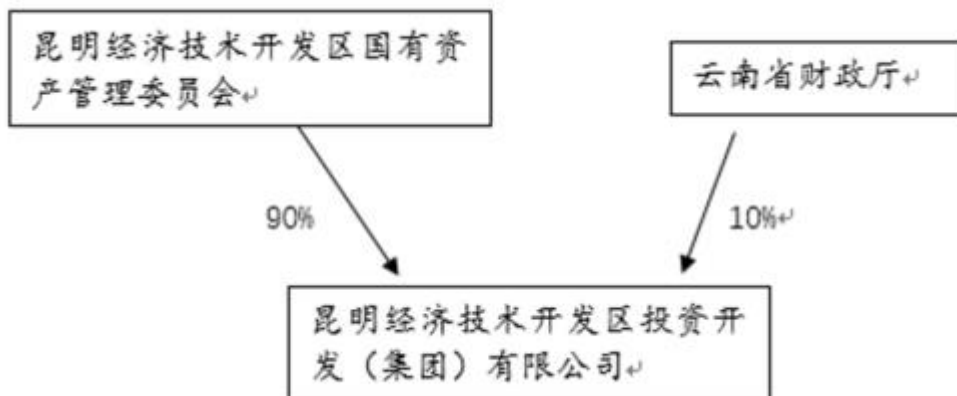 昆明经济技术开发区国有资
产管理委员会
云南省财政厅
90%
10%
昆明经济技术开发区投资开
发（集团）有限公司